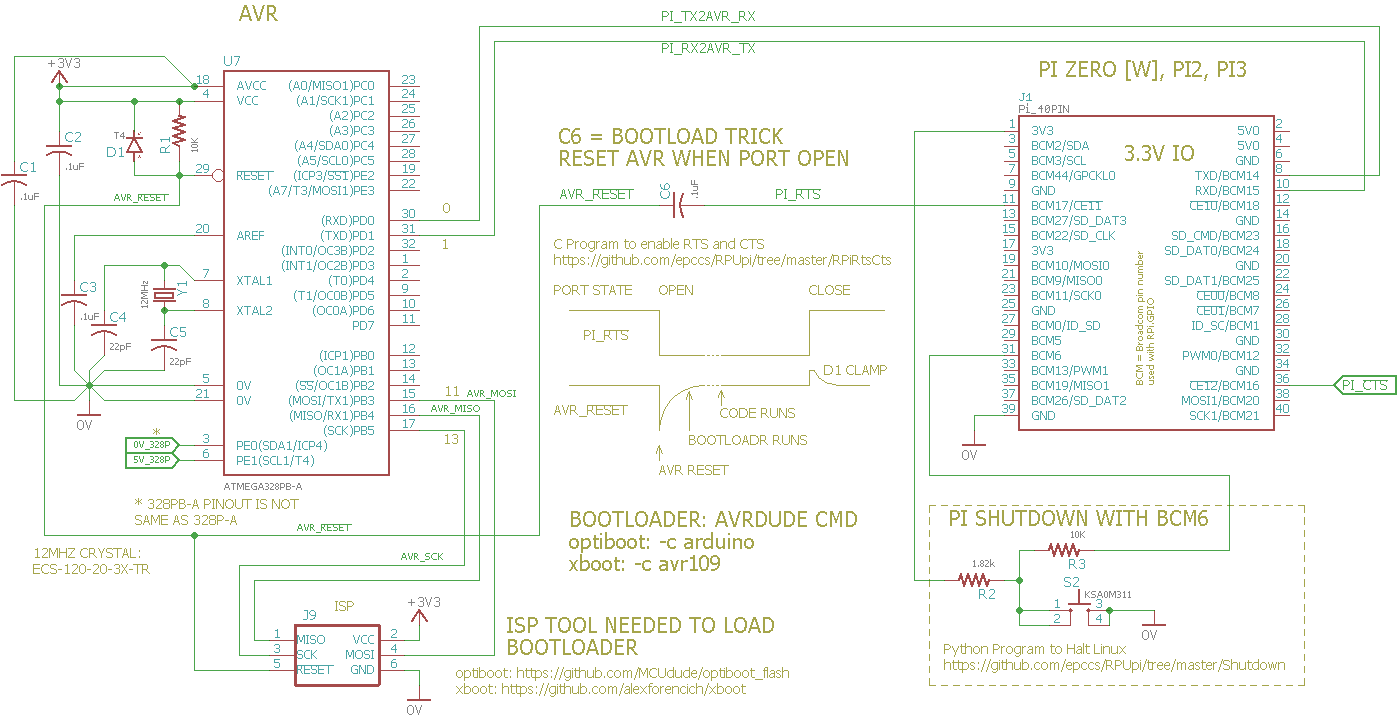 AVR
PI_TX2AVR_RX
PI_RX2AVR_TX
+3V3
U7
18 AVCC (A0/MISO1)PC0 23
4 VCC (A1/SCK1)PC1 24
(A2)PC2 25
(A3)PC3 26
(A4/SDA0)PC4 27
(A5/SCL0)PC5 28
29 RESET (ICP3/SS1)PE2 19
(A7/T3/MOSI1)PE3 22
(RXD)PD0 30 0
20 AREF (TXD)PD1 31 1
(INT0/OC3B)PD2 32
(INT1/OC2B)PD3 1
7 XTAL1 (T0)PD4 2
(T1/OC0B)PD5 9
8 XTAL2 (OC0A)PD6 10
PD7 11
(ICP1)PB0 12
(OC1A)PB1 13
5 0V (SS/OC1B)PB2 14
21 0V (MOSI/TX1)PB3 15 11 AVR_MOSI
(MISO/RX1)PB4 16 AVR_MISO
(SCK)PB5 17 13
3 PE0(SDA1/ICP4)
6 PE1(SCL1/T4)
ATMEGA328PB-A
C1
.1uF
C2
.1uF
T4
D1
R1
10K
AVR_RESET
C3
.1uF
C4
22pF
12MHz
Y1
C5
22pF
0V
*
0V_328P
5V_328P
* 328PB-A PINOUT IS NOT
SAME AS 328P-A
12MHZ CRYSTAL:
ECS-120-20-3X-TR
AVR_RESET
AVR_SCK
J9
ISP
+3V3
1 MISO VCC 2
3 SCK MOSI 4
5 RESET GND 6
0V
C6 = BOOTLOAD TRICK
RESET AVR WHEN PORT OPEN
AVR_RESET
C6
.1uF
PI_RTS
C Program to enable RTS and CTS
https://github.com/epccs/RPUpi/tree/master/RPiRtsCts
PORT STATE OPEN CLOSE
PI_RTS
D1 CLAMP
AVR_RESET
CODE RUNS
BOOTLOADR RUNS
AVR RESET
BOOTLOADER: AVRDUDE CMD
optiboot: -c arduino
xboot: -c avr109
ISP TOOL NEEDED TO LOAD
BOOTLOADER
optiboot: https://github.com/MCUdude/optiboot_flash
xboot: https://github.com/alexforencich/xboot
PI ZERO [W], PI2, PI3
J1
Pi_40PIN
3.3V IO
1 3V3 5V0 2
3 BCM2/SDA 5V0 4
5 BCM3/SCL GND 6
7 BCM44/GPCKL0 TXD/BCM14 8
9 GND RXD/BCM15 10
11 BCM17/CE11 CE10/BCM18 12
13 BCM27/SD_DAT3 GND 14
15 BCM22/SD_CLK SD_CMD/BCM23 16
17 3V3 SD_DAT0/BCM24 18
19 BCM10/MOSI0 GND 20
21 BCM9/MISO0 SD_DAT1/BCM25 22
23 BCM11/SCK0 CE00/BCM8 24
25 GND CE01/BCM7 26
27 BCM0/ID_SD ID_SC/BCM1 28
29 BCM5 GND 30
31 BCM6 PWM0/BCM12 32
33 BCM13/PWM1 GND 34
35 BCM19/MISO1 CE12/BCM16 36
37 BCM26/SD_DAT2 MOSI1/BCM20 38
39 GND SCK1/BCM21 40
BCM = Broadcom pin number
used with RPi.GPIO
PI_CTS
0V
PI SHUTDOWN WITH BCM6
10K
R3
1.82k
R2
S2
KSA0M311
1 3
2 4
0V
Python Program to Halt Linux
https://github.com/epccs/RPUpi/tree/master/Shutdown